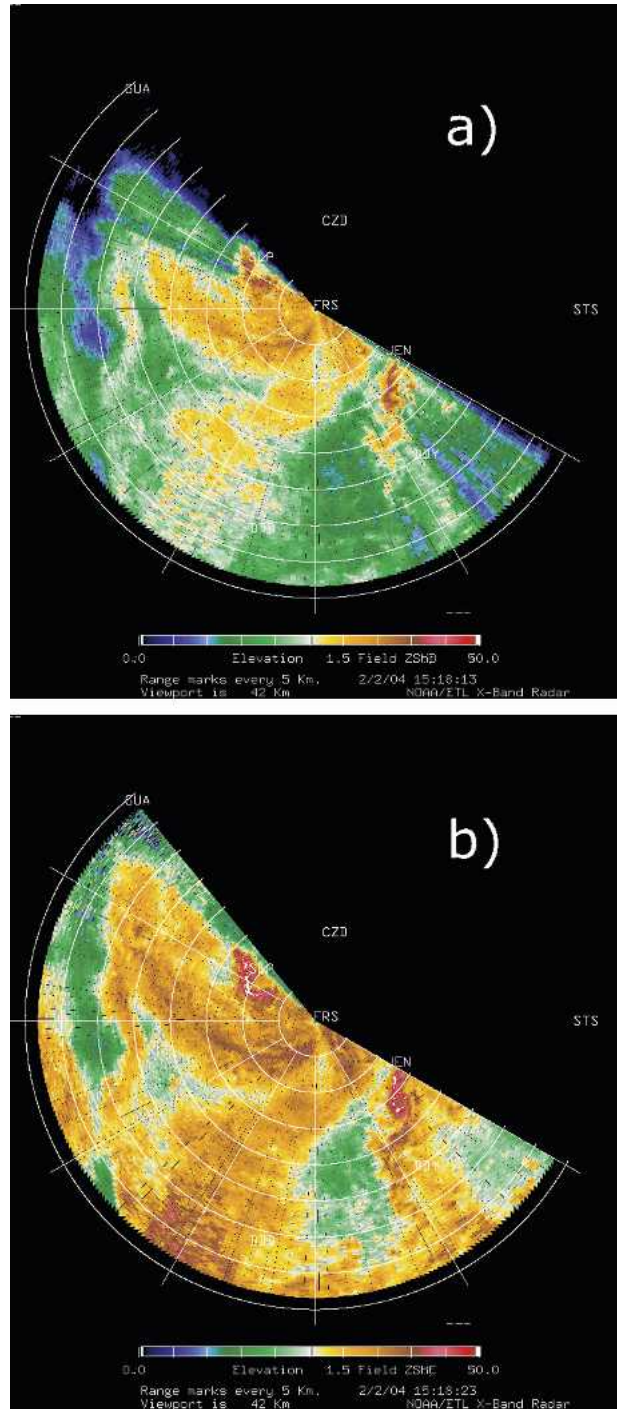 SUA
a)
CZD
FRS
STS
JEN
0.0 Elevation 1.5 Field ZShD 50.0
Range marks every 5 Km. 2/2/04 15:18:13
Viewport is 42 Km NOAA/ETL X-Band Radar
SUA
b)
CZD
FRS
STS
JEN
0.0 Elevation 1.5 Field ZSHC 50.0
Range marks every 5 Km. 2/2/04 15:18:23
Viewport is 42 Km NOAA/ETL X-Band Radar